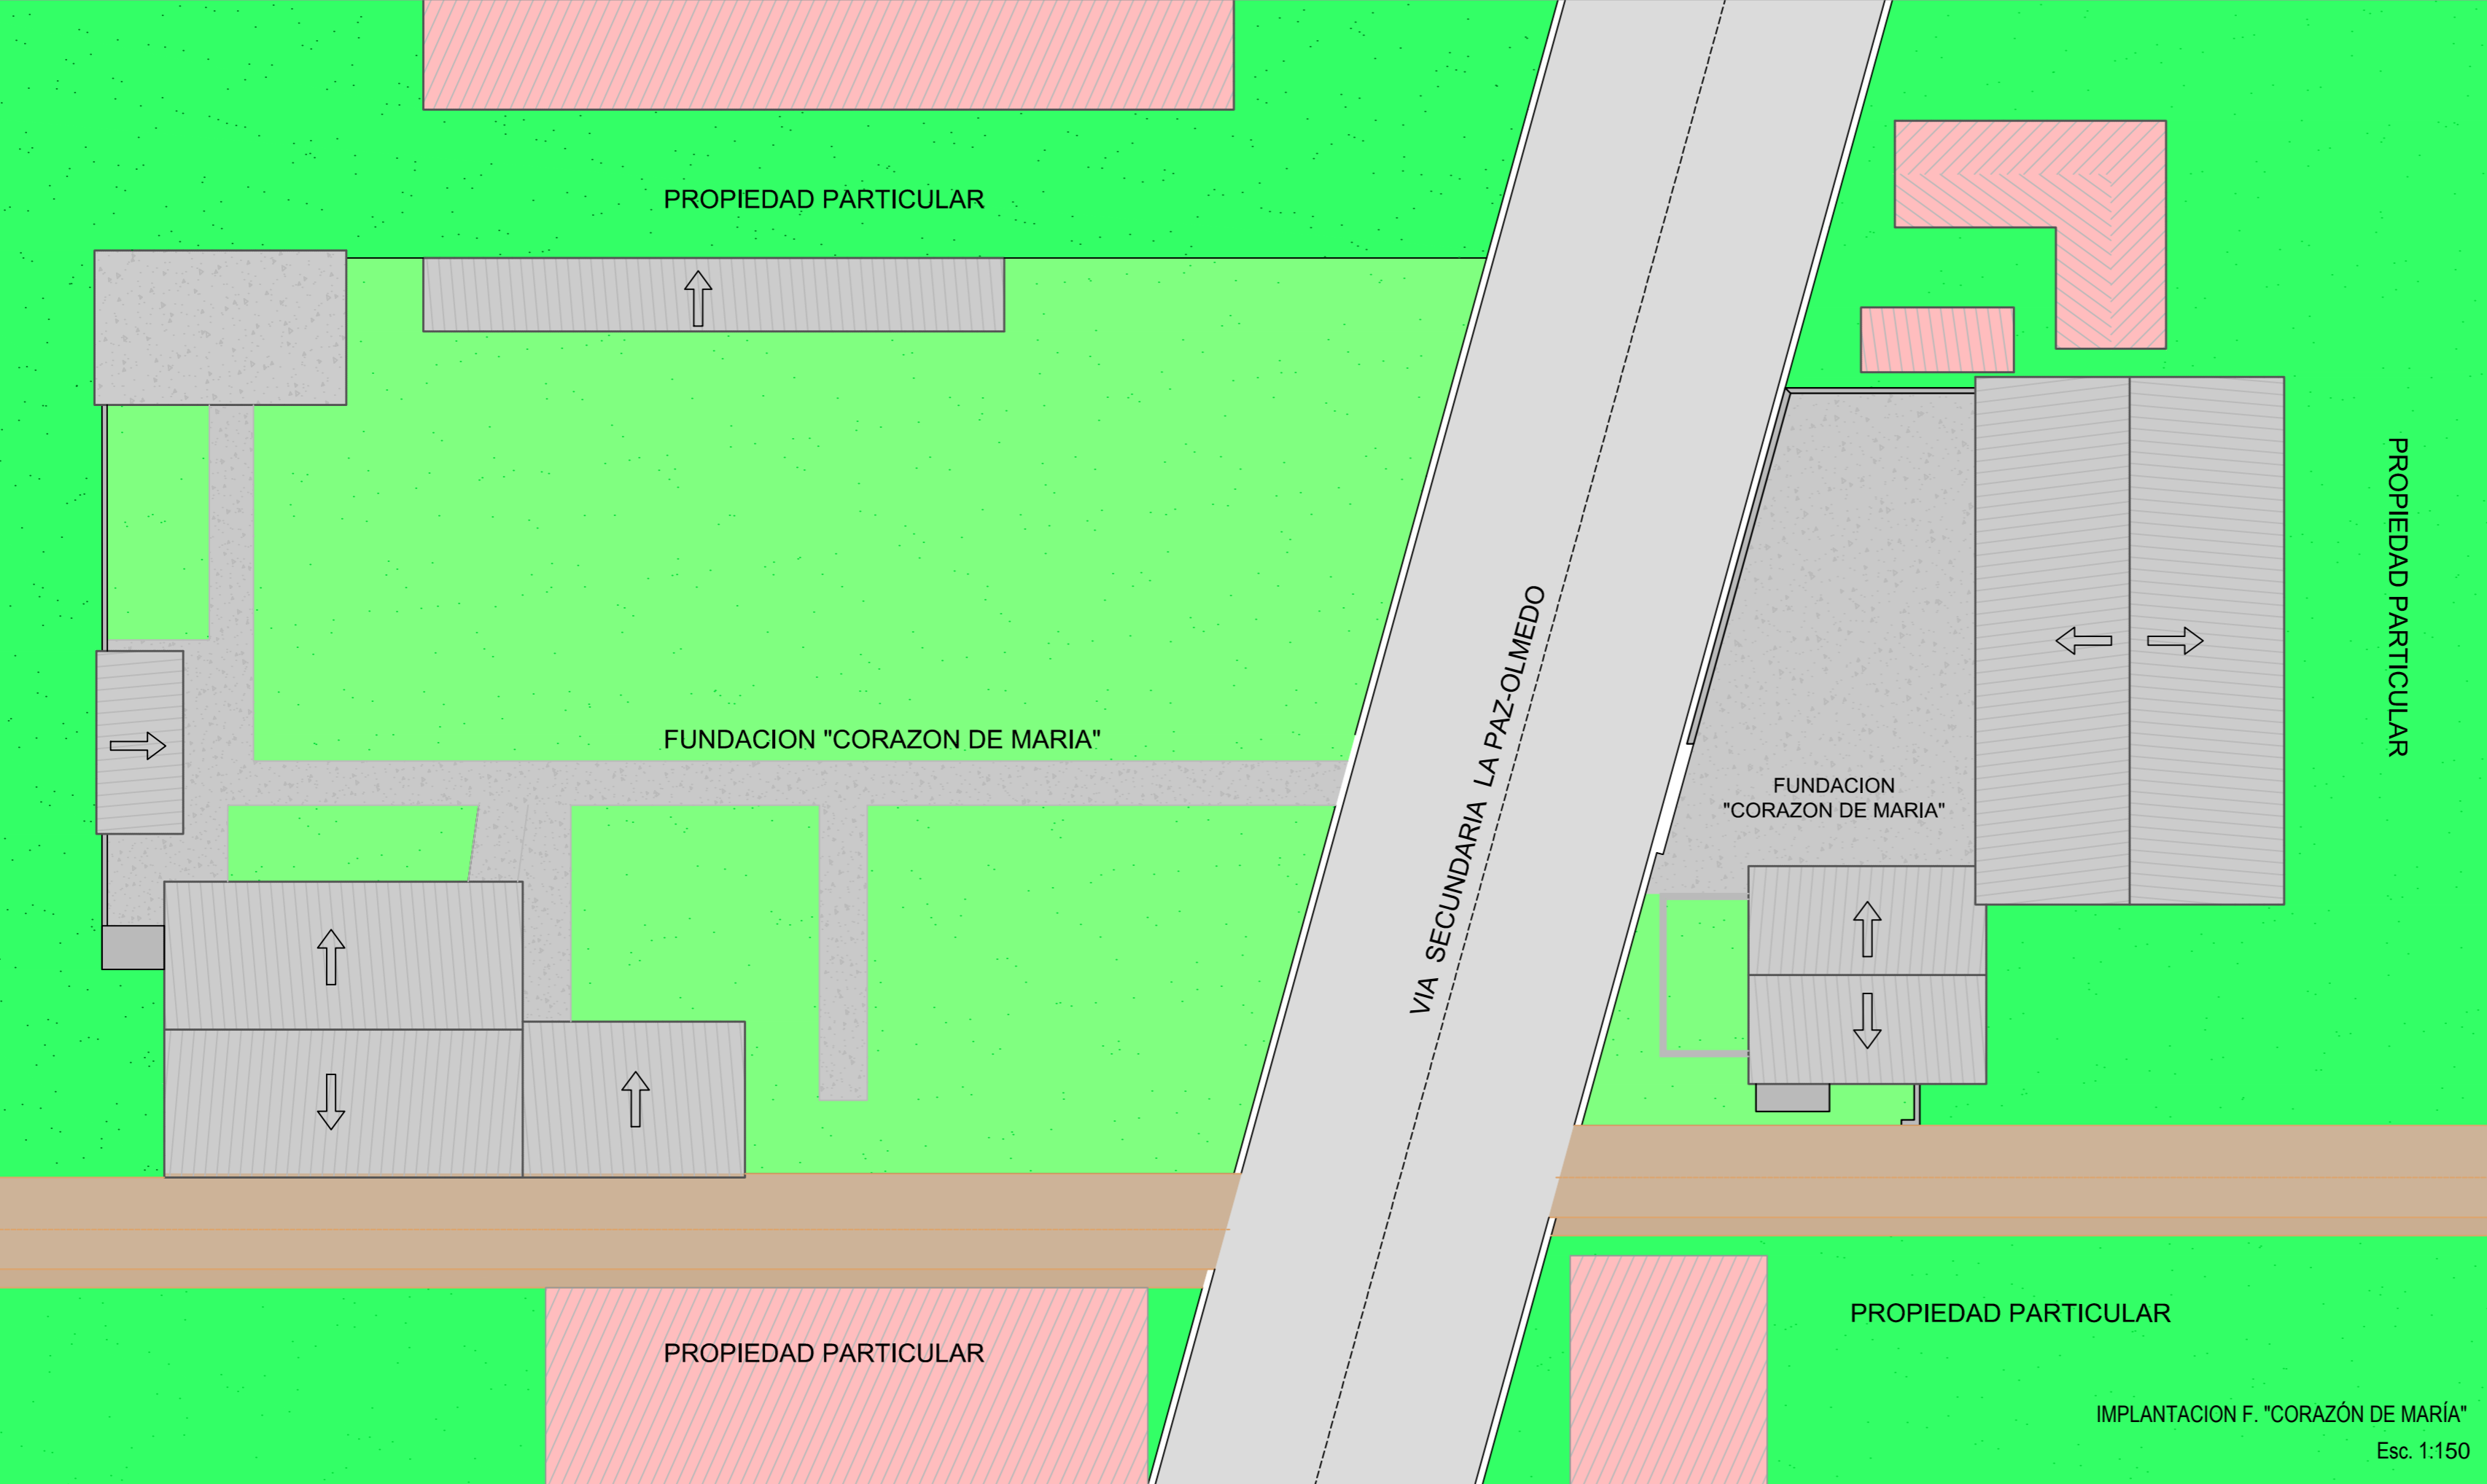 PROPIEDAD PARTICULAR
PROPIEDAD PARTICULAR
FUNDACION "CORAZON DE MARIA"
VIA SECUNDARIA LA PAZ-OLMEDO
FUNDACION
"CORAZON DE MARIA"
PROPIEDAD PARTICULAR
PROPIEDAD PARTICULAR
IMPLANTACION F. "CORAZÓN DE MARÍA"
Esc. 1:150